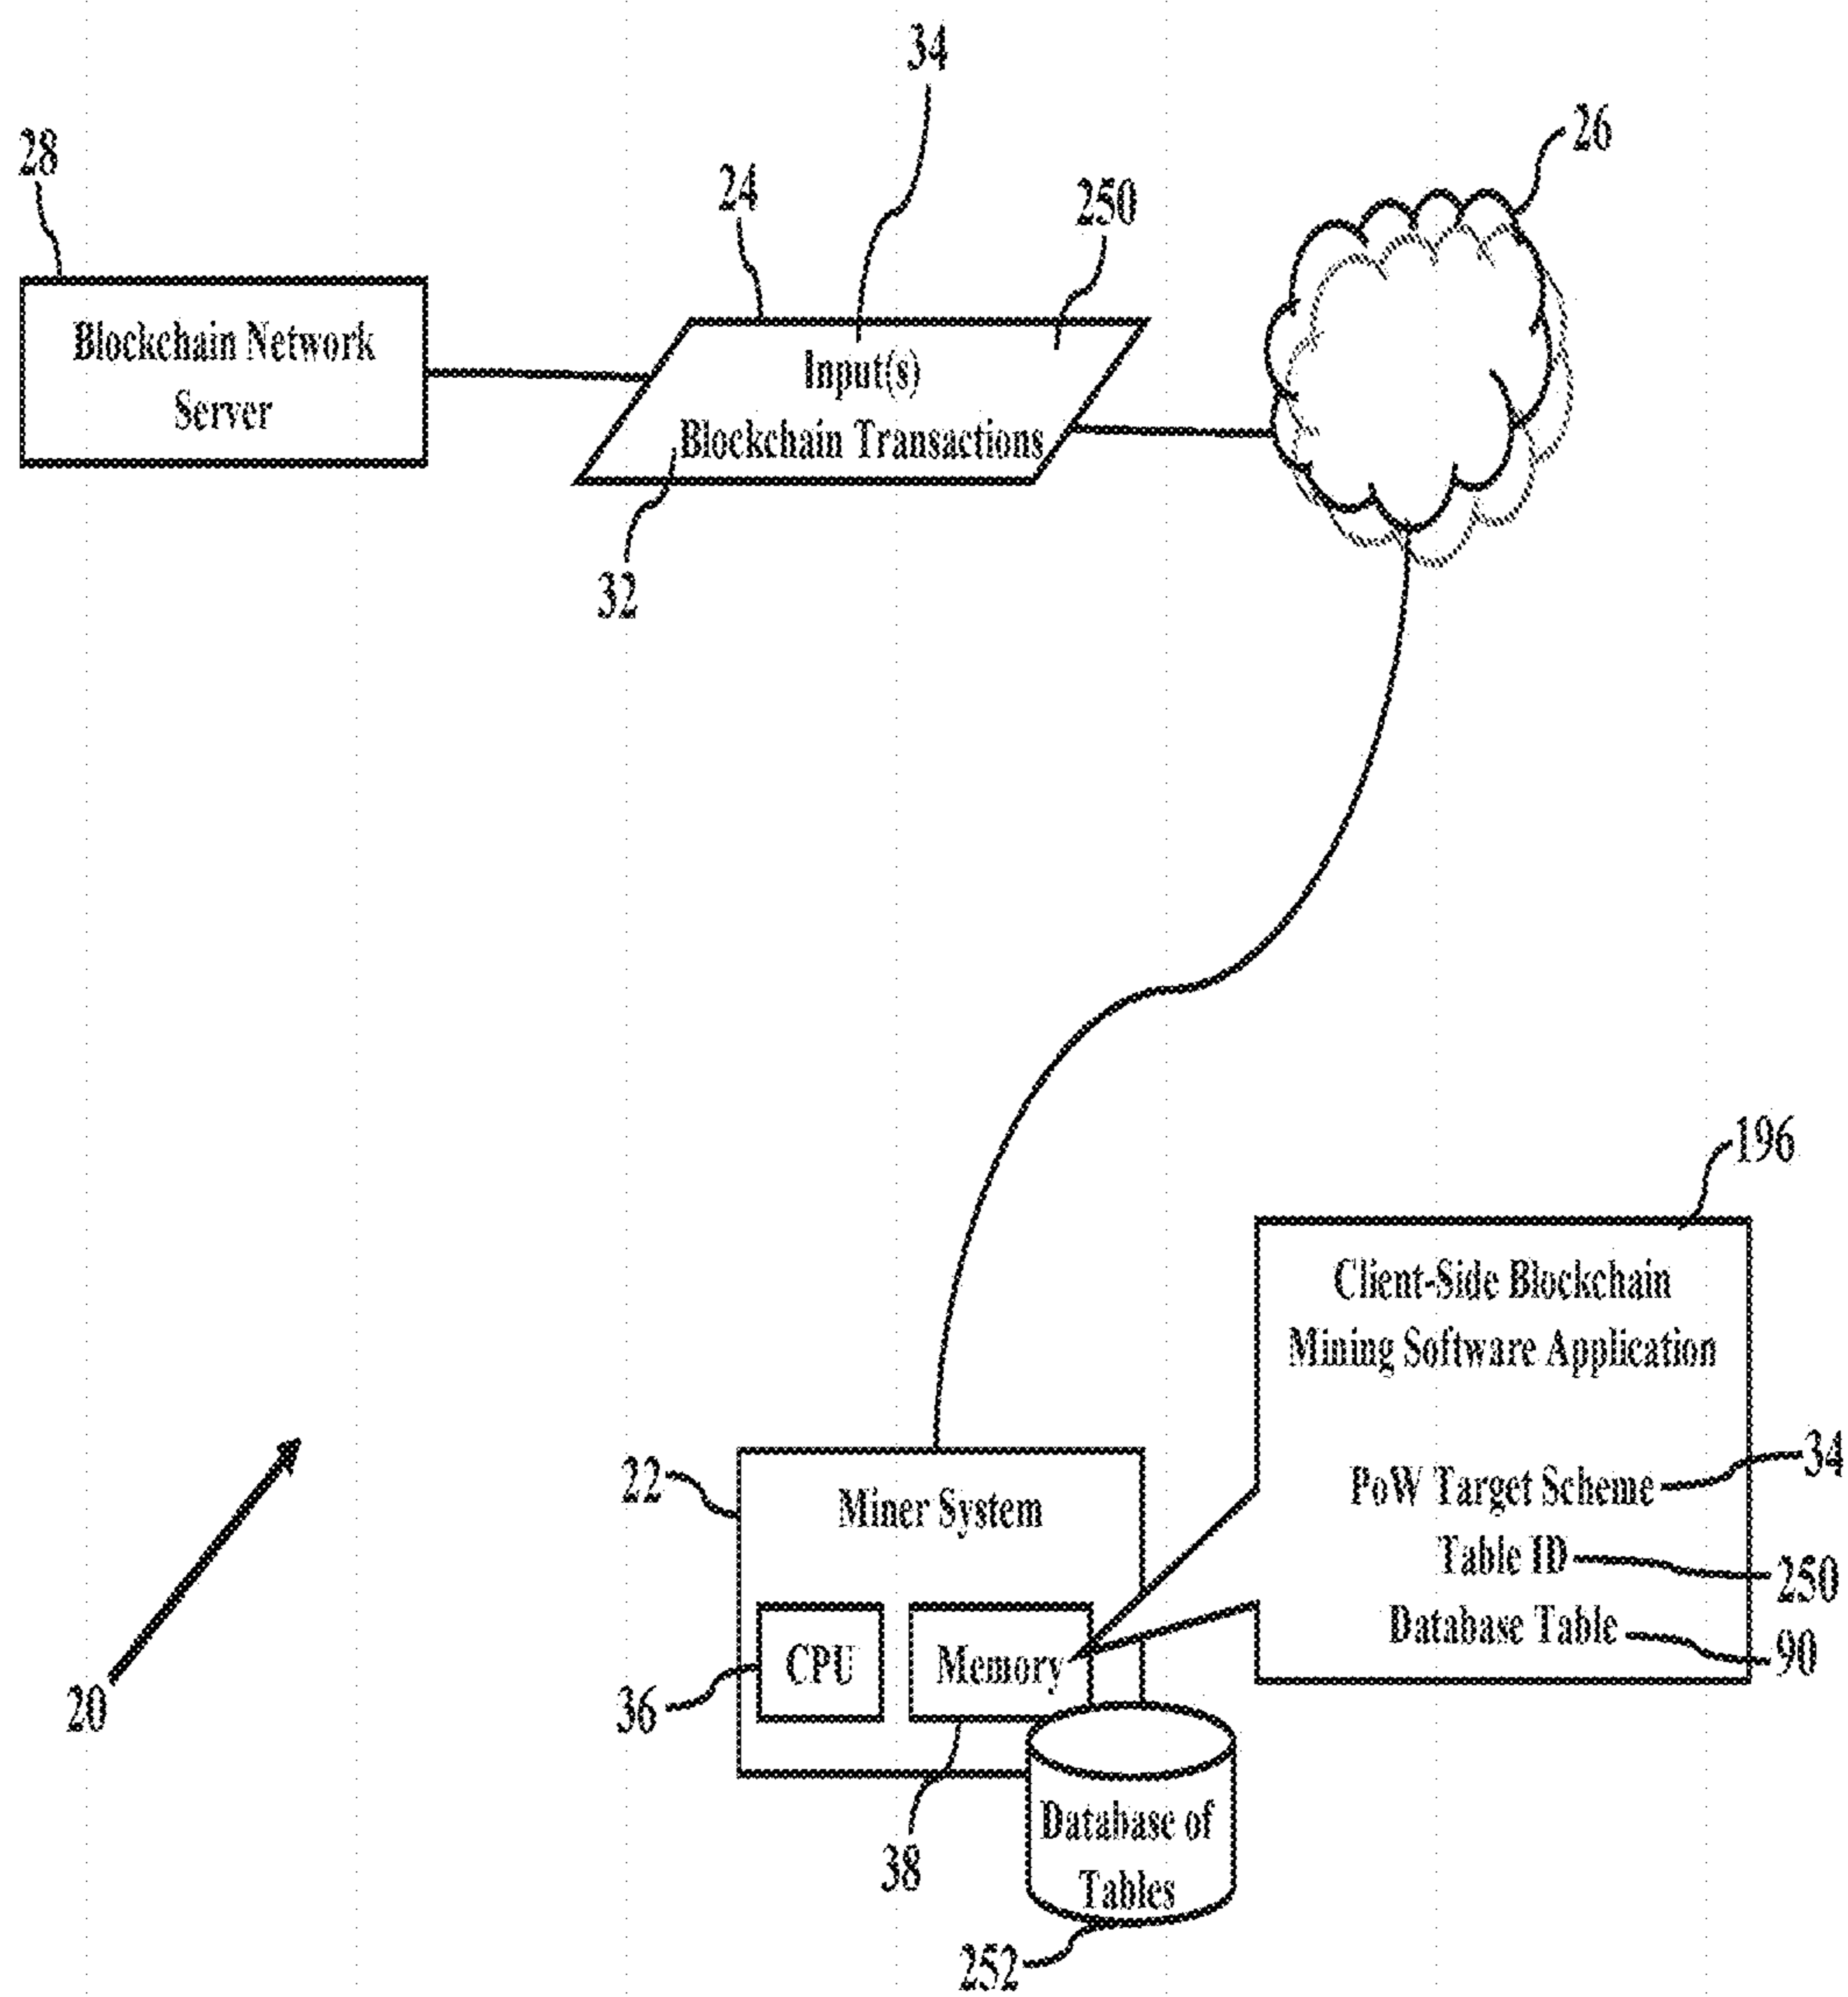 34
28
24
250
26
Blockchain Network
Server
Input(s)
Blockchain Transactions
32
196
Client-Side Blockchain
Mining Software Application
PoW Target Scheme
34
Table ID
250
Database Table
90
22
Miner System
CPU
Memory
36
20
38
Database of
Tables
252